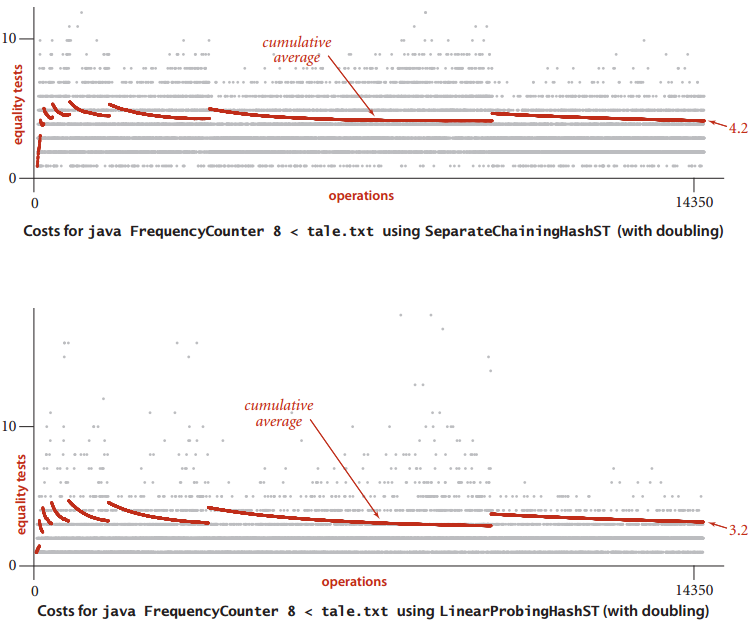 10
equality tests
cumulative
average
4.2
0
0
operations
14350
Costs for java FrequencyCounter 8 < tale.txt using SeparateChainingHashST (with doubling)
10
equality tests
cumulative
average
3.2
0
0
operations
14350
Costs for java FrequencyCounter 8 < tale.txt using LinearProbingHashST (with doubling)